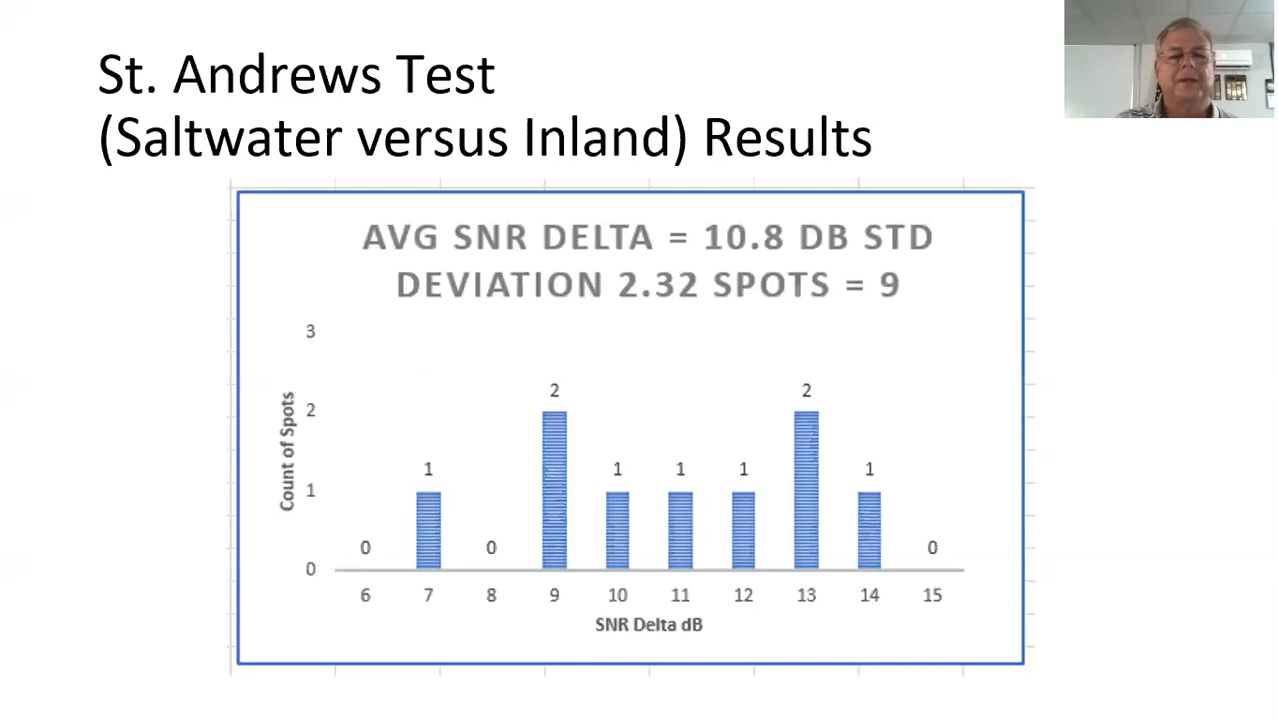 St. Andrews Test
(Saltwater versus Inland) Results
AVG SNR DELTA = 10.8 DB STD
DEVIATION 2.32 SPOTS = 9
3
2
1
0
Count of Spots
0
1
0
2
1
1
1
2
1
0
6 7 8 9 10 11 12 13 14 15
SNR Delta dB